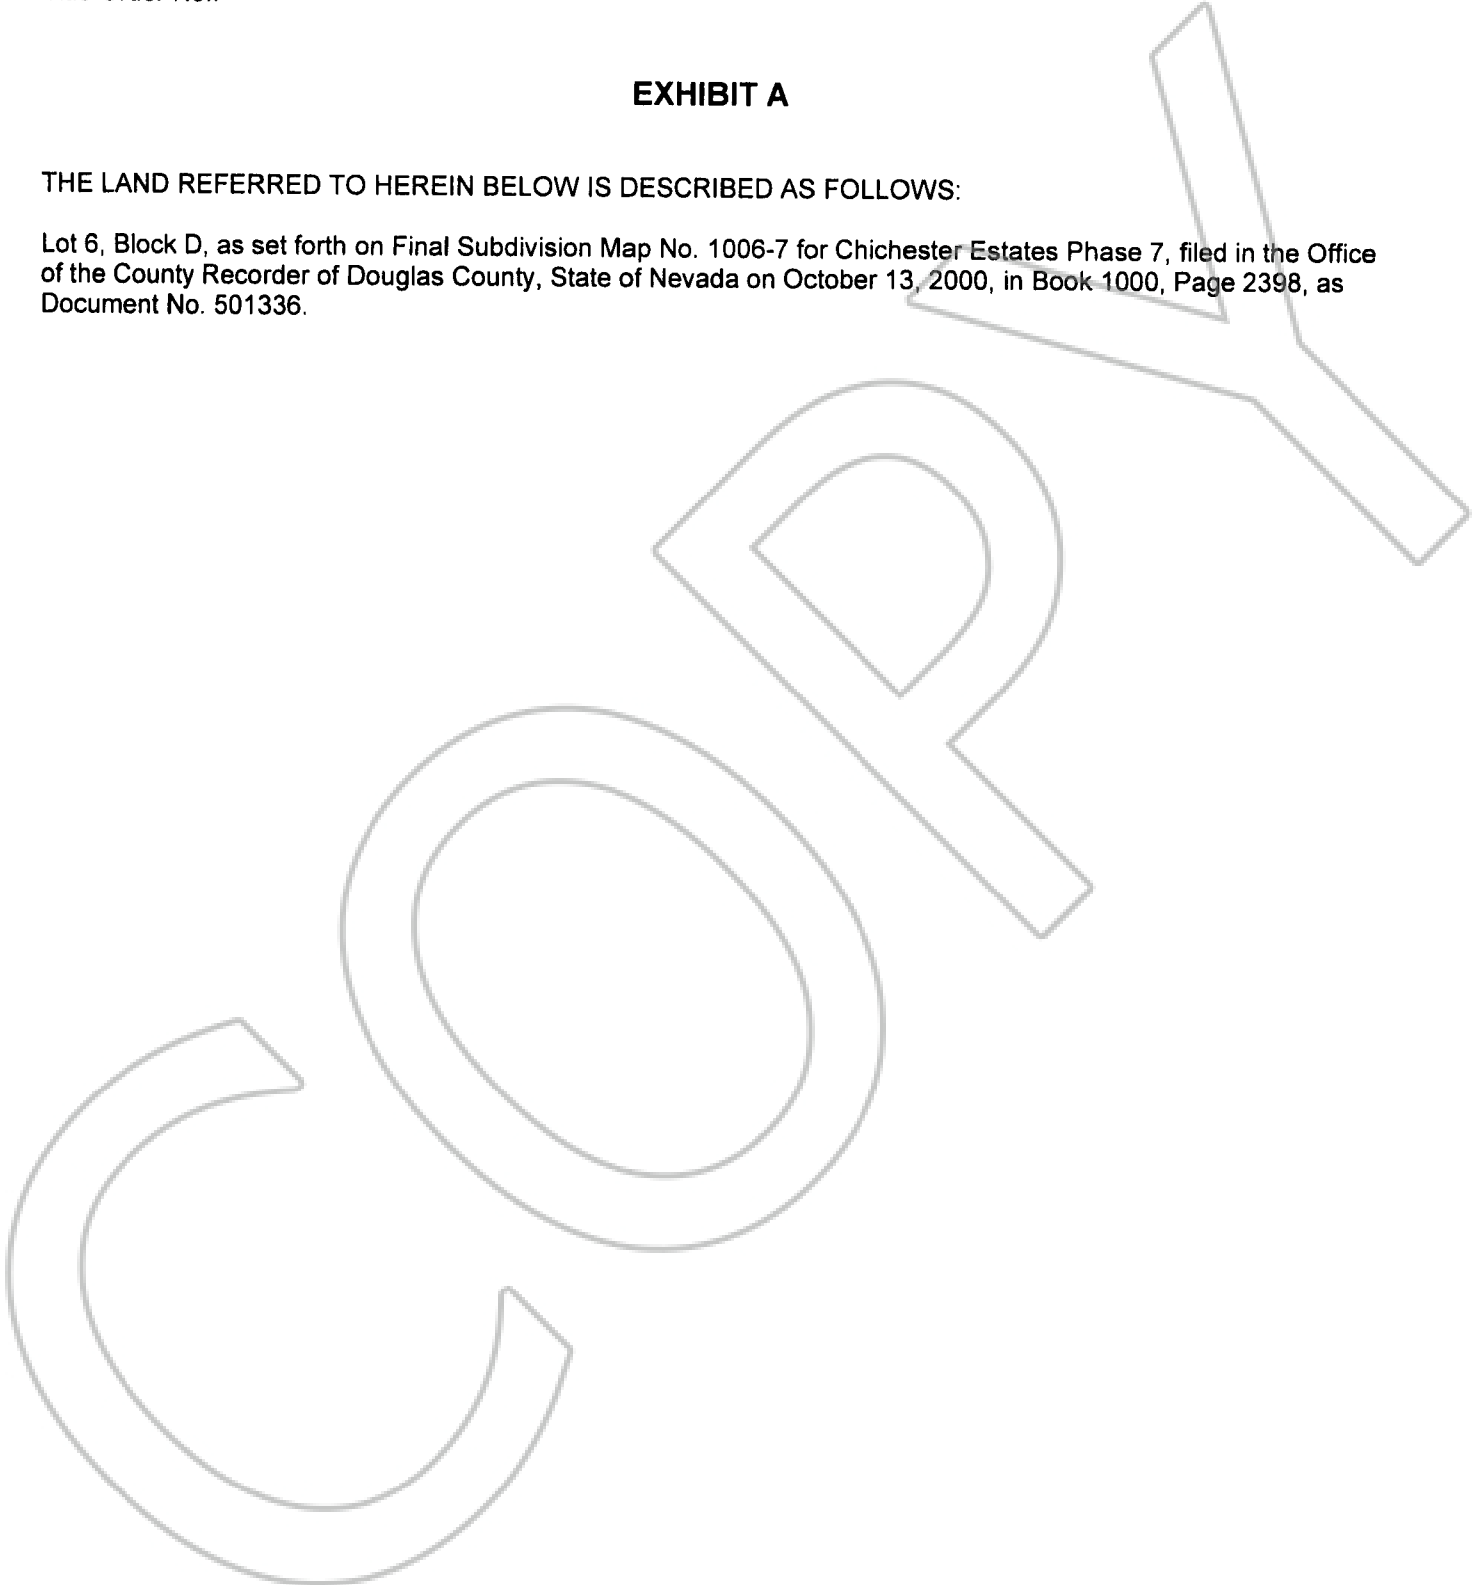 EXHIBIT A
THE LAND REFERRED TO HEREIN BELOW IS DESCRIBED AS FOLLOWS:
Lot 6, Block D, as set forth on Final Subdivision Map No. 1006-7 for Chichester Estates Phase 7, filed in the Office
of the County Recorder of Douglas County, State of Nevada on October 13, 2000, in Book 1000, Page 2398, as
Document No. 501336.
COPY